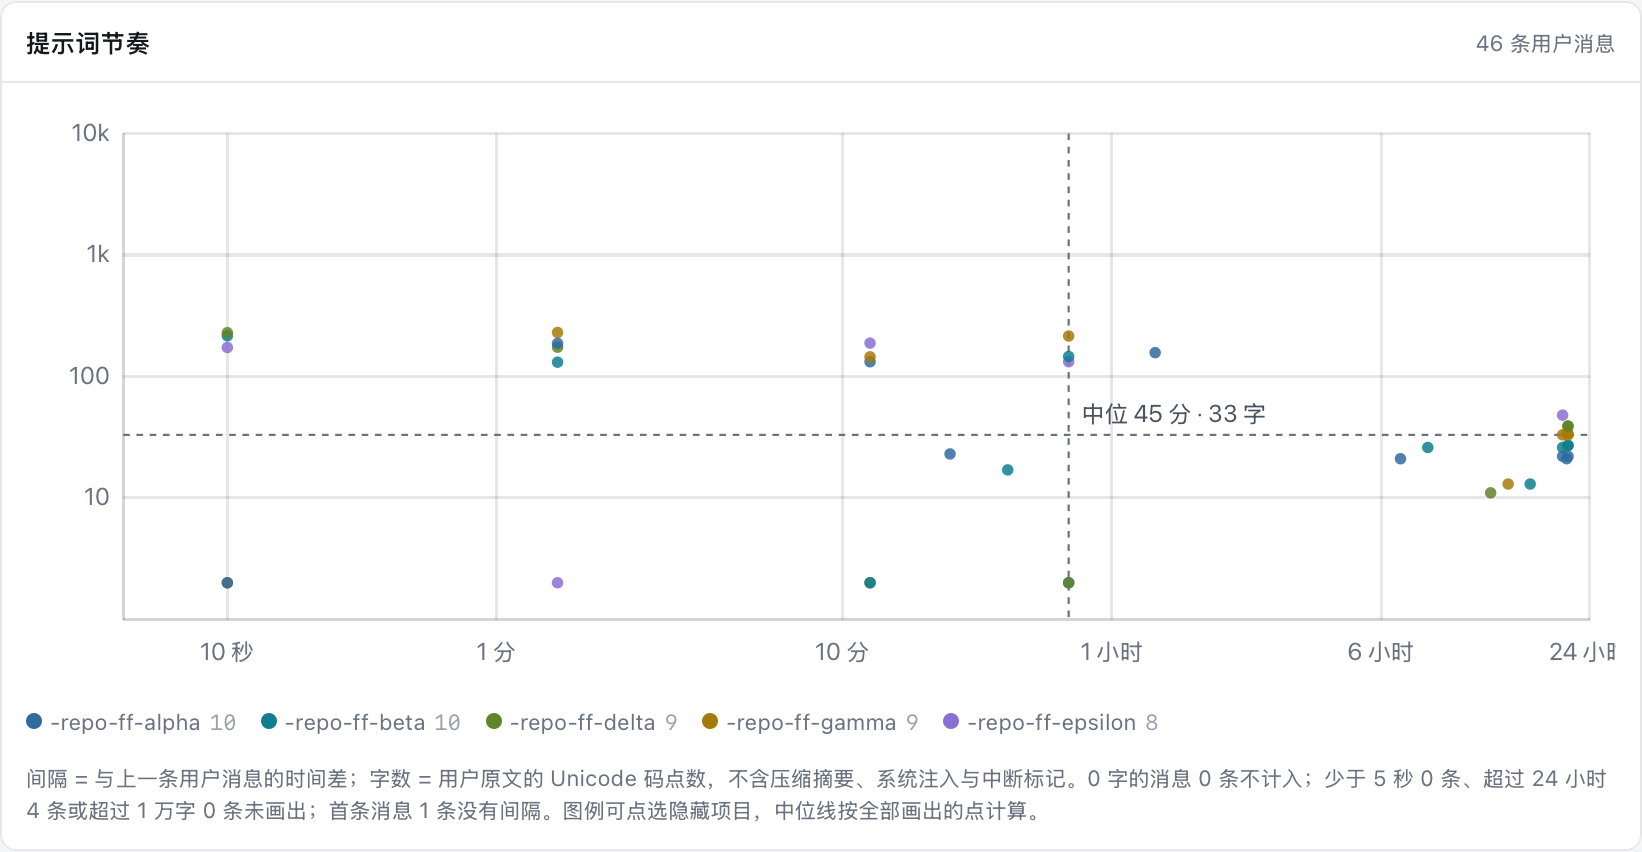 提示词节奏
46 条用户消息
10k
1k
100
10
中位 45 分 · 33 字
10 秒
1 分
10 分
1 小时
6 小时
24 小
-repo-ff-alpha 10
-repo-ff-beta 10
-repo-ff-delta 9
-repo-ff-gamma 9
-repo-ff-epsilon 8
间隔 = 与上一条用户消息的时间差；字数 = 用户原文的 Unicode 码点数，不含压缩摘要、系统注入与中断标记。0 字的消息 0 条不计入；少于 5 秒 0 条、超过 24 小时
4 条或超过 1 万字 0 条未画出；首条消息 1 条没有间隔。图例可点选隐藏项目，中位线按全部画出的点计算。